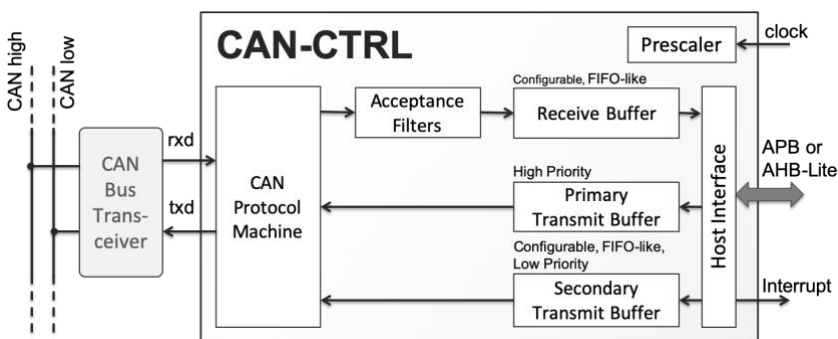 CAN high
CAN low
CAN-CTRL
Prescaler
clock
Configurable, FIFO-like
Acceptance
Filters
Receive Buffer
rxd
CAN
Bus
Trans-
ceiver
txd
CAN
Protocol
Machine
High Priority
Primary
Transmit Buffer
Configurable, FIFO-like,
Low Priority
Secondary
Transmit Buffer
Host Interface
APB or
AHB-Lite
Interrupt